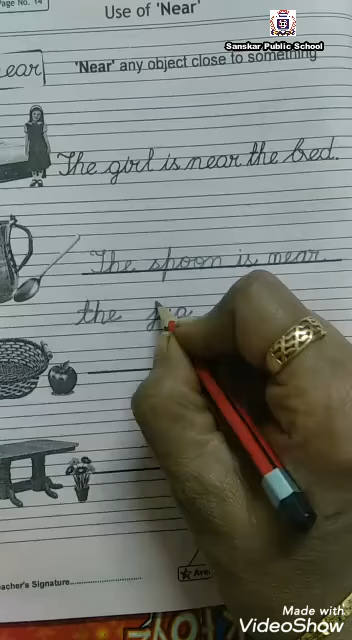 Page No. 14
Use of 'Near'
Sanskar Public School
ear
'Near' any object close to something
The girl is near the bed.
The spoon is near
the
eacher's Signature
Made with
VideoShow